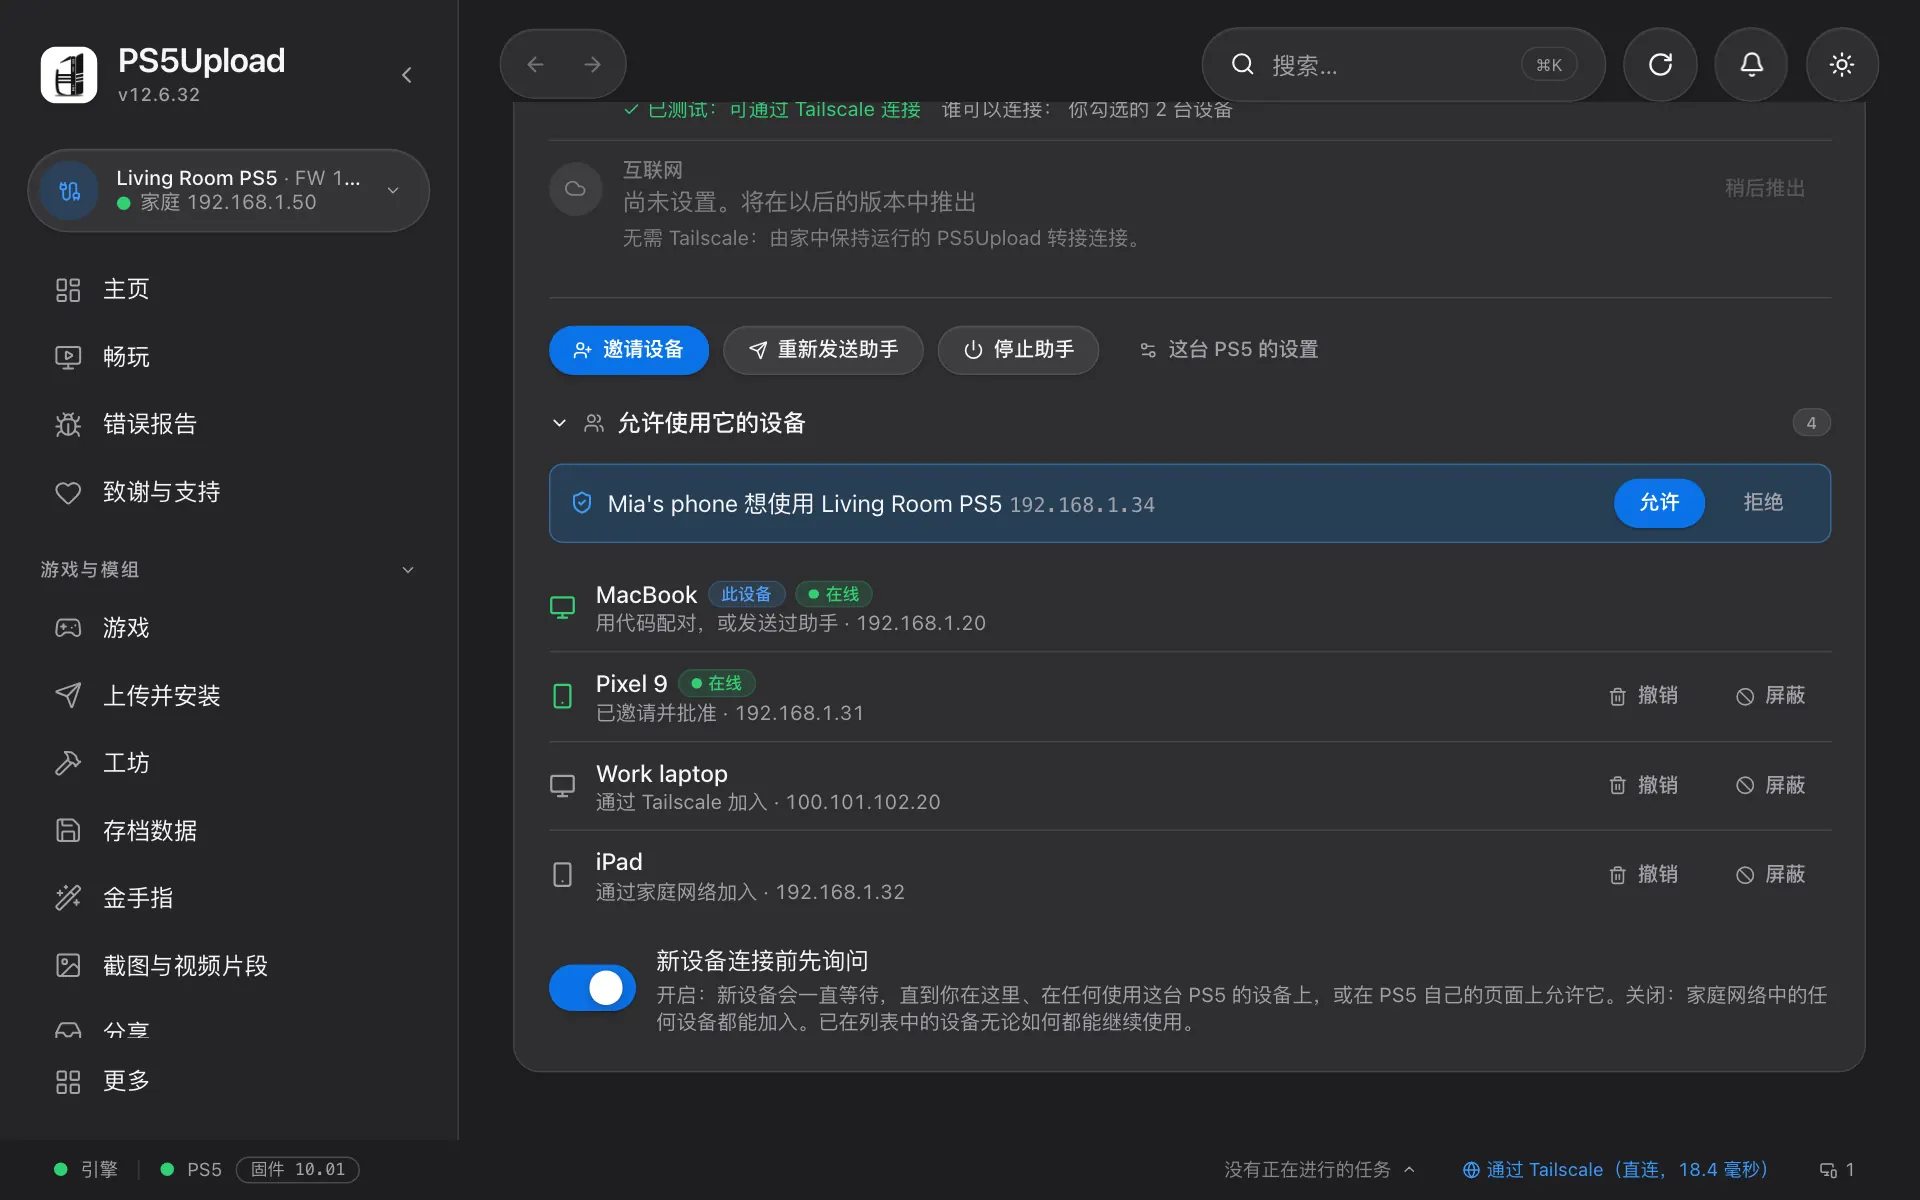 PS5Upload
v12.6.32
Living Room PS5 · FW 1...
家庭 192.168.1.50
主页
畅玩
错误报告
致谢与支持
游戏与模组
游戏
上传并安装
工坊
存档数据
金手指
截图与视频片段
分享
更多
搜索...
⌘K
已测试：可通过 Tailscale 连接 谁可以连接： 你勾选的 2 台设备
互联网
尚未设置。将在以后的版本中推出
无需 Tailscale：由家中保持运行的 PS5Upload 转接连接。
稍后推出
邀请设备
重新发送助手
停止助手
这台 PS5 的设置
允许使用它的设备
4
Mia's phone 想使用 Living Room PS5 192.168.1.34
允许
拒绝
MacBook 此设备 在线
用代码配对，或发送过助手 · 192.168.1.20
Pixel 9 在线
已邀请并批准 · 192.168.1.31
撤销
屏蔽
Work laptop
通过 Tailscale 加入 · 100.101.102.20
撤销
屏蔽
iPad
通过家庭网络加入 · 192.168.1.32
撤销
屏蔽
新设备连接前先询问
开启：新设备会一直等待，直到你在这里、在任何使用这台 PS5 的设备上，或在 PS5 自己的页面上允许它。关闭：家庭网络中的任
何设备都能加入。已在列表中的设备无论如何都能继续使用。
引擎
PS5
固件 10.01
没有正在进行的任务
通过 Tailscale（直连，18.4 毫秒）
1